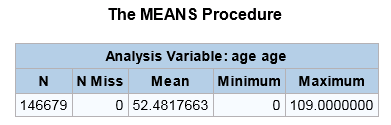 The MEANS Procedure
Analysis Variable: age age
N N Miss Mean Minimum Maximum
146679 0 52.4817663 0 109.0000000